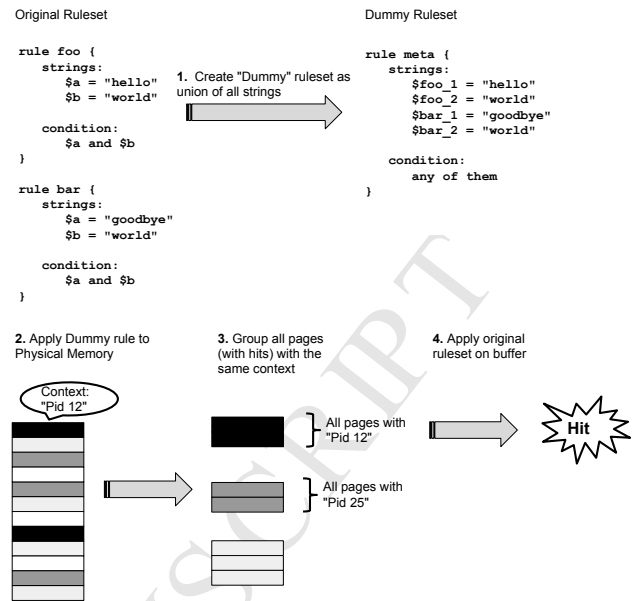 Original Ruleset
rule foo {
strings:
$a = "hello"
$b = "world"
condition:
$a and $b
}
rule bar {
strings:
$a = "goodbye"
$b = "world"
condition:
$a and $b
}
1. Create "Dummy" ruleset as
union of all strings
Dummy Ruleset
rule meta {
strings:
$foo_1 = "hello"
$foo_2 = "world"
$bar_1 = "goodbye"
$bar_2 = "world"
condition:
any of them
}
2. Apply Dummy rule to
Physical Memory
Context:
"Pid 12"
3. Group all pages
(with hits) with the
same context
All pages with
"Pid 12"
All pages with
"Pid 25"
4. Apply original
ruleset on buffer
Hit
SCRIPT